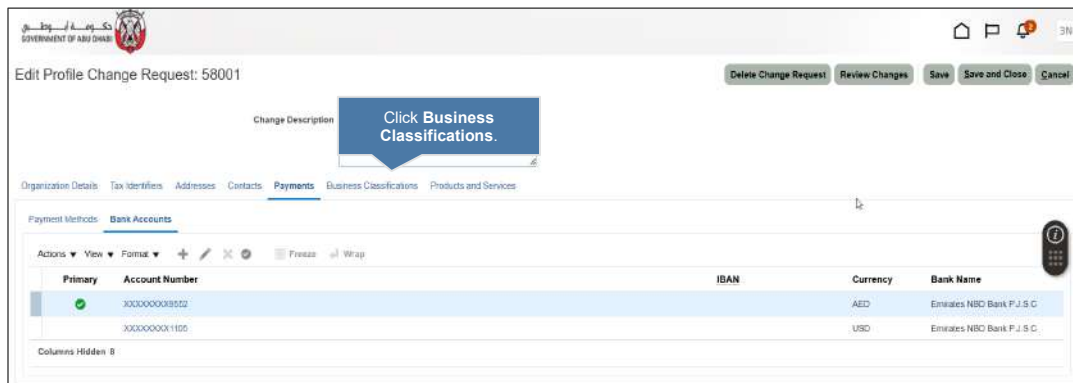 حكومة أبوظبي
GOVERNMENT OF ABU DHABI
Edit Profile Change Request: 58001
Delete Change Request Review Changes Save Save and Close Cancel
Change Description
Click Business
Classifications.
Organization Details Tax Identifiers Addresses Contacts Payments Business Classifications Products and Services
Payment Methods Bank Accounts
Actions View Format Freeze Wrap
Primary Account Number IBAN Currency Bank Name
XXXXXXXX9552 AED Emirates NBD Bank P.J.S.C
XXXXXXXX1105 USD Emirates NBD Bank P.J.S.C
Columns Hidden 8